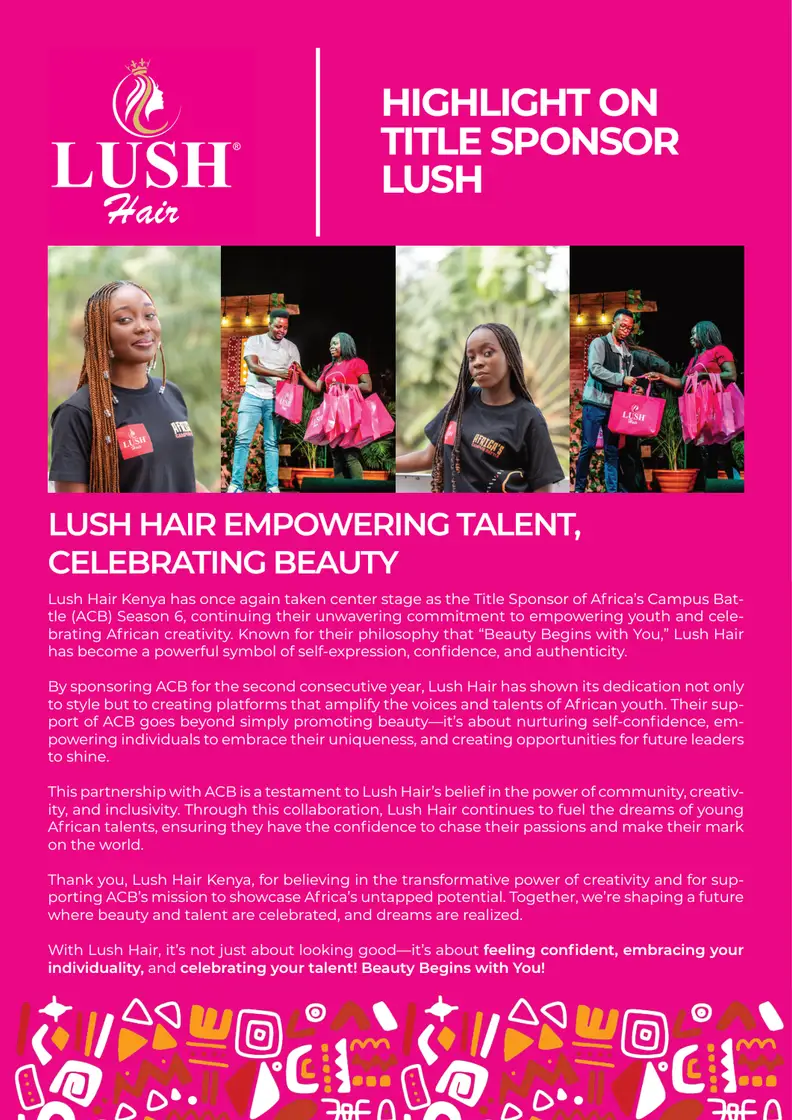 LUSH®
Hair
HIGHLIGHT ON
TITLE SPONSOR
LUSH
LUSH
Hair
AFRICA'S
LUSH
AFRICA'S
LUSH
Hair
LUSH HAIR EMPOWERING TALENT,
CELEBRATING BEAUTY
Lush Hair Kenya has once again taken center stage as the Title Sponsor of Africa's Campus Bat-
tle (ACB) Season 6, continuing their unwavering commitment to empowering youth and cele-
brating African creativity. Known for their philosophy that “Beauty Begins with You,” Lush Hair
has become a powerful symbol of self-expression, confidence, and authenticity.
By sponsoring ACB for the second consecutive year, Lush Hair has shown its dedication not only
to style but to creating platforms that amplify the voices and talents of African youth. Their sup-
port of ACB goes beyond simply promoting beauty—it’s about nurturing self-confidence, em-
powering individuals to embrace their uniqueness, and creating opportunities for future leaders
to shine.
This partnership with ACB is a testament to Lush Hair’s belief in the power of community, creativ-
ity, and inclusivity. Through this collaboration, Lush Hair continues to fuel the dreams of young
African talents, ensuring they have the confidence to chase their passions and make their mark
on the world.
Thank you, Lush Hair Kenya, for believing in the transformative power of creativity and for sup-
porting ACB’s mission to showcase Africa’s untapped potential. Together, we’re shaping a future
where beauty and talent are celebrated, and dreams are realized.
With Lush Hair, it’s not just about looking good—it’s about feeling confident, embracing your
individuality, and celebrating your talent! Beauty Begins with You!